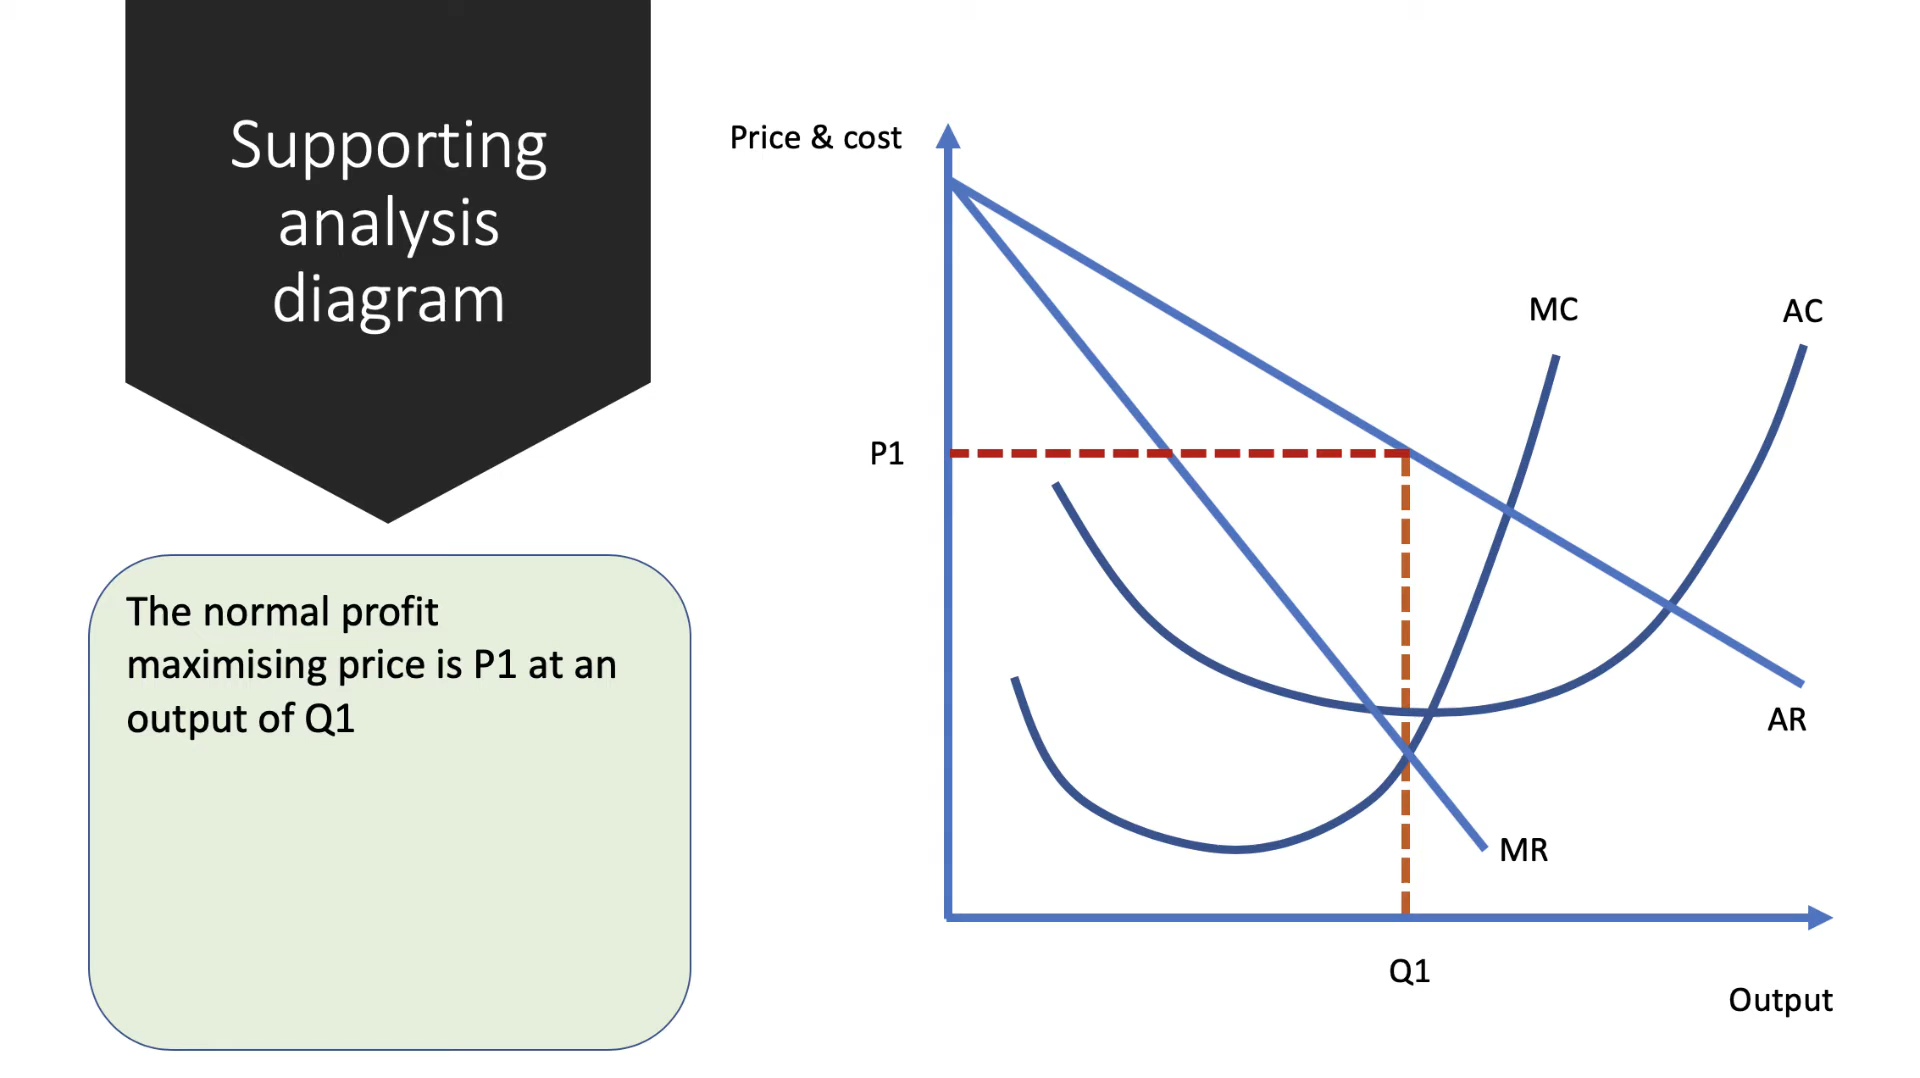 Supporting
analysis
diagram
The normal profit
maximising price is P1 at an
output of Q1
Price & cost
MC
AC
P1
AR
MR
Q1
Output